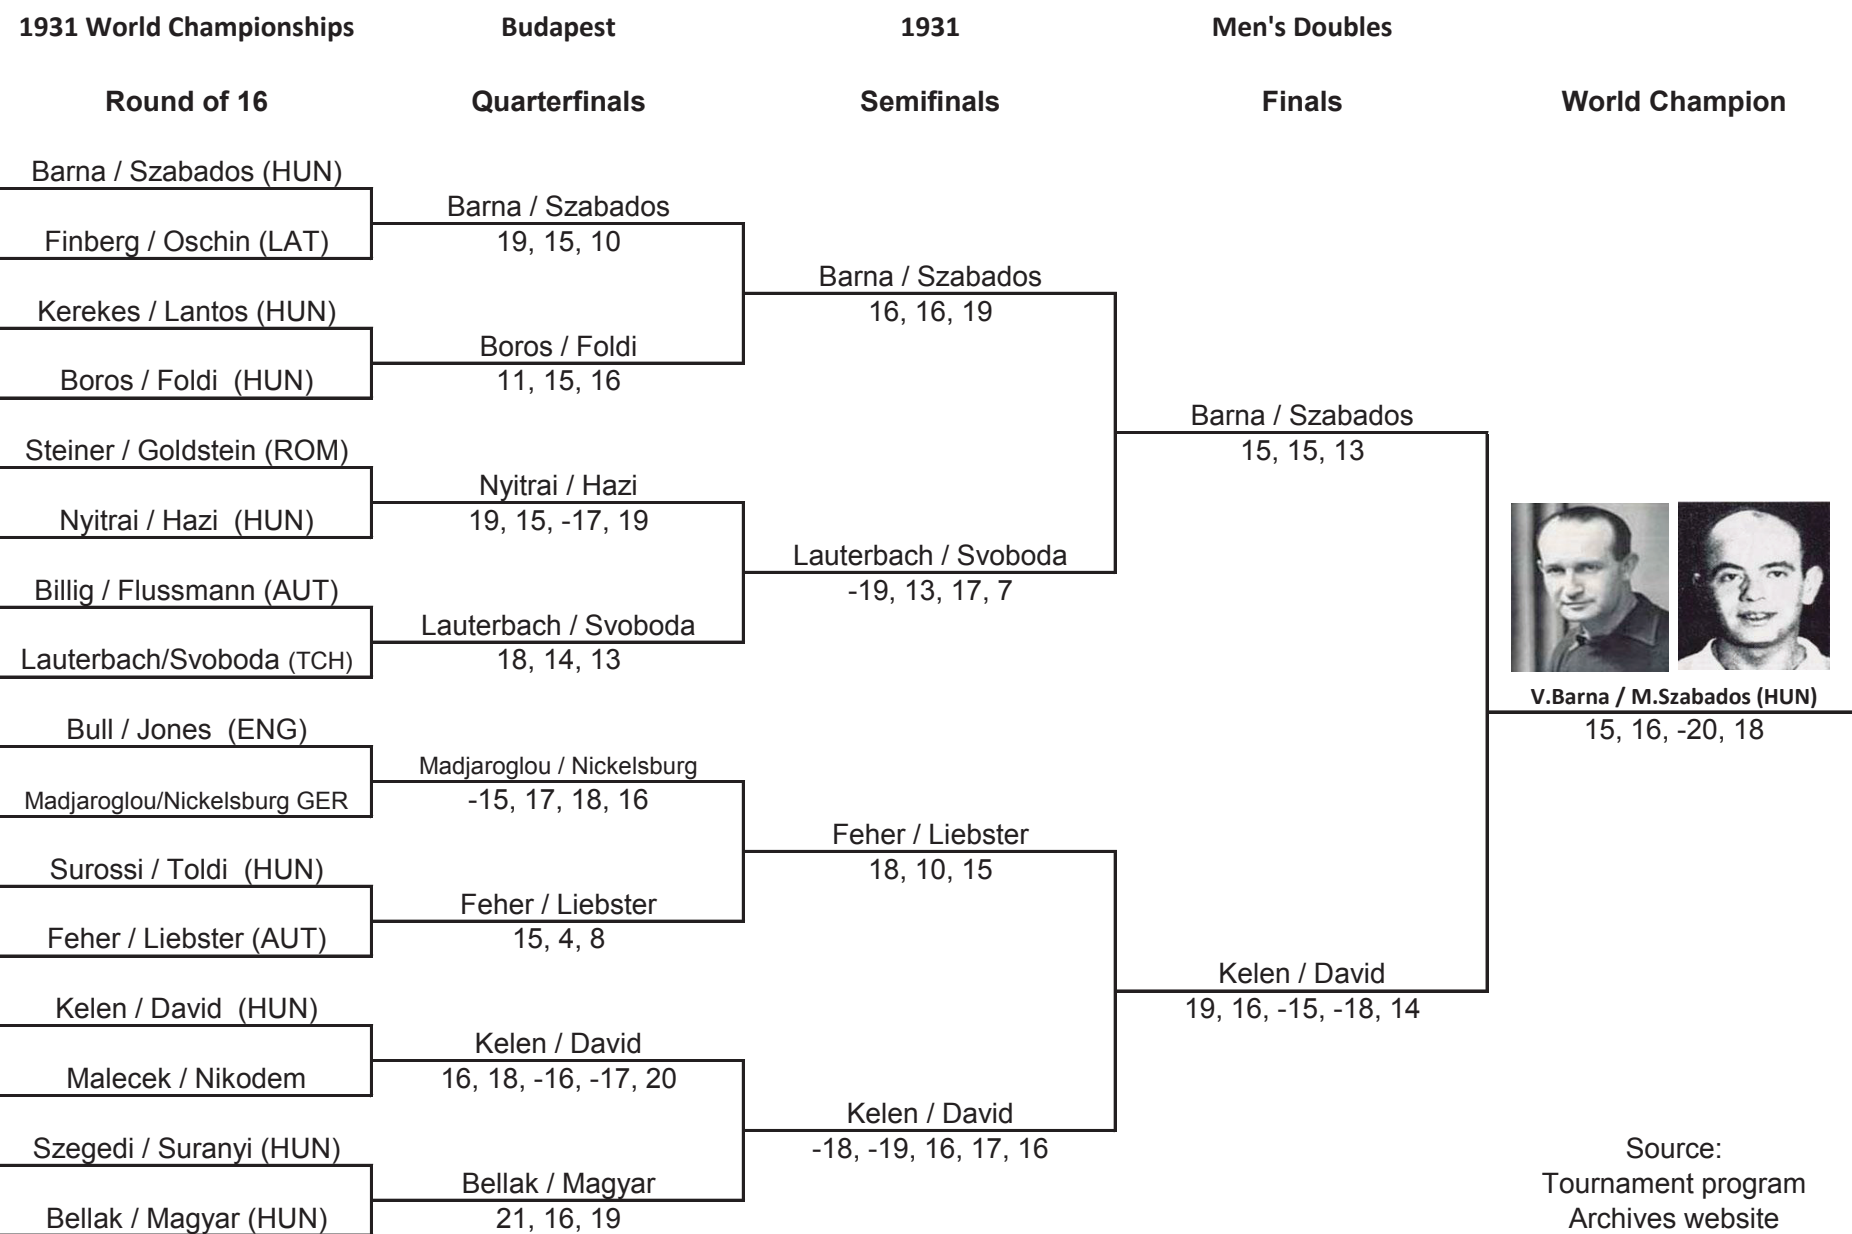 1931 World Championships Budapest 1931 Men's Doubles
Round of 16 Quarterfinals Semifinals Finals World Champion
Barna / Szabados (HUN)
Barna / Szabados
Finberg / Oschin (LAT) 19, 15, 10
Barna / Szabados
Kerekes / Lantos (HUN) 16, 16, 19
Boros / Foldi
Boros / Foldi (HUN) 11, 15, 16
Barna / Szabados
Steiner / Goldstein (ROM) 15, 15, 13
Nyitrai / Hazi
Nyitrai / Hazi (HUN) 19, 15, -17, 19
Lauterbach / Svoboda
Billig / Flussmann (AUT) -19, 13, 17, 7
Lauterbach / Svoboda
Lauterbach/Svoboda (TCH) 18, 14, 13
V.Barna / M.Szabados (HUN)
Bull / Jones (ENG) 15, 16, -20, 18
Madjaroglou / Nickelsburg
Madjaroglou/Nickelsburg GER -15, 17, 18, 16
Feher / Liebster
Surossi / Toldi (HUN) 18, 10, 15
Feher / Liebster
Feher / Liebster (AUT) 15, 4, 8
Kelen / David
Kelen / David (HUN) 19, 16, -15, -18, 14
Kelen / David
Malecek / Nikodem 16, 18, -16, -17, 20
Kelen / David
Szegedi / Suranyi (HUN) -18, -19, 16, 17, 16 Source:
Bellak / Magyar Tournament program
Bellak / Magyar (HUN) 21, 16, 19 Archives website